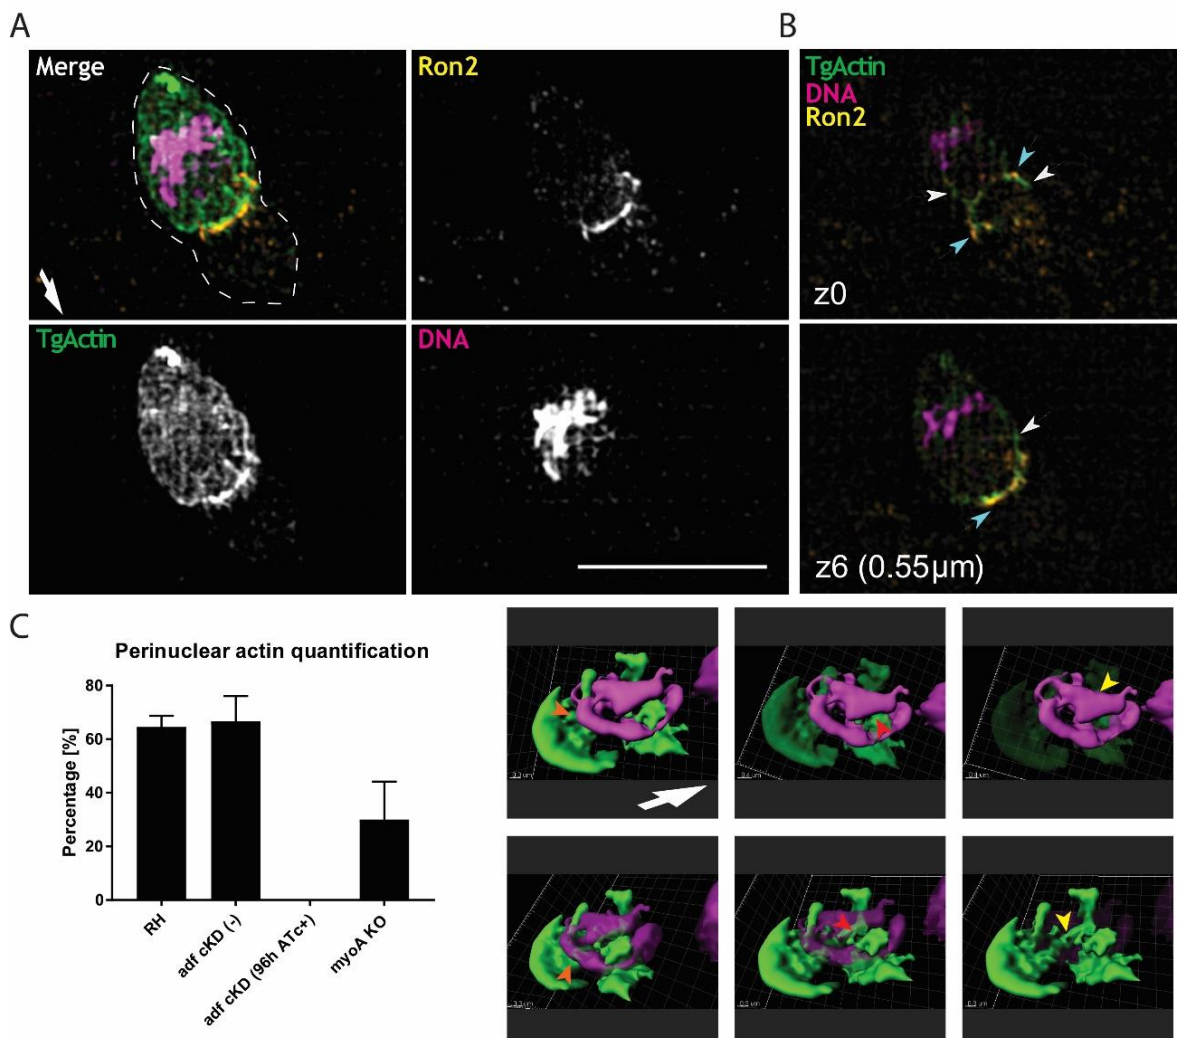 A
B
Merge
Ron2
TgActin
DNA
Ron2
z0
TgActin
DNA
z6 (0.55µm)
C
Perinuclear actin quantification
80
60
40
20
0
Percentage [%]
RH
adf cKD (-)
adf cKD (96h ATc+)
myoA KO